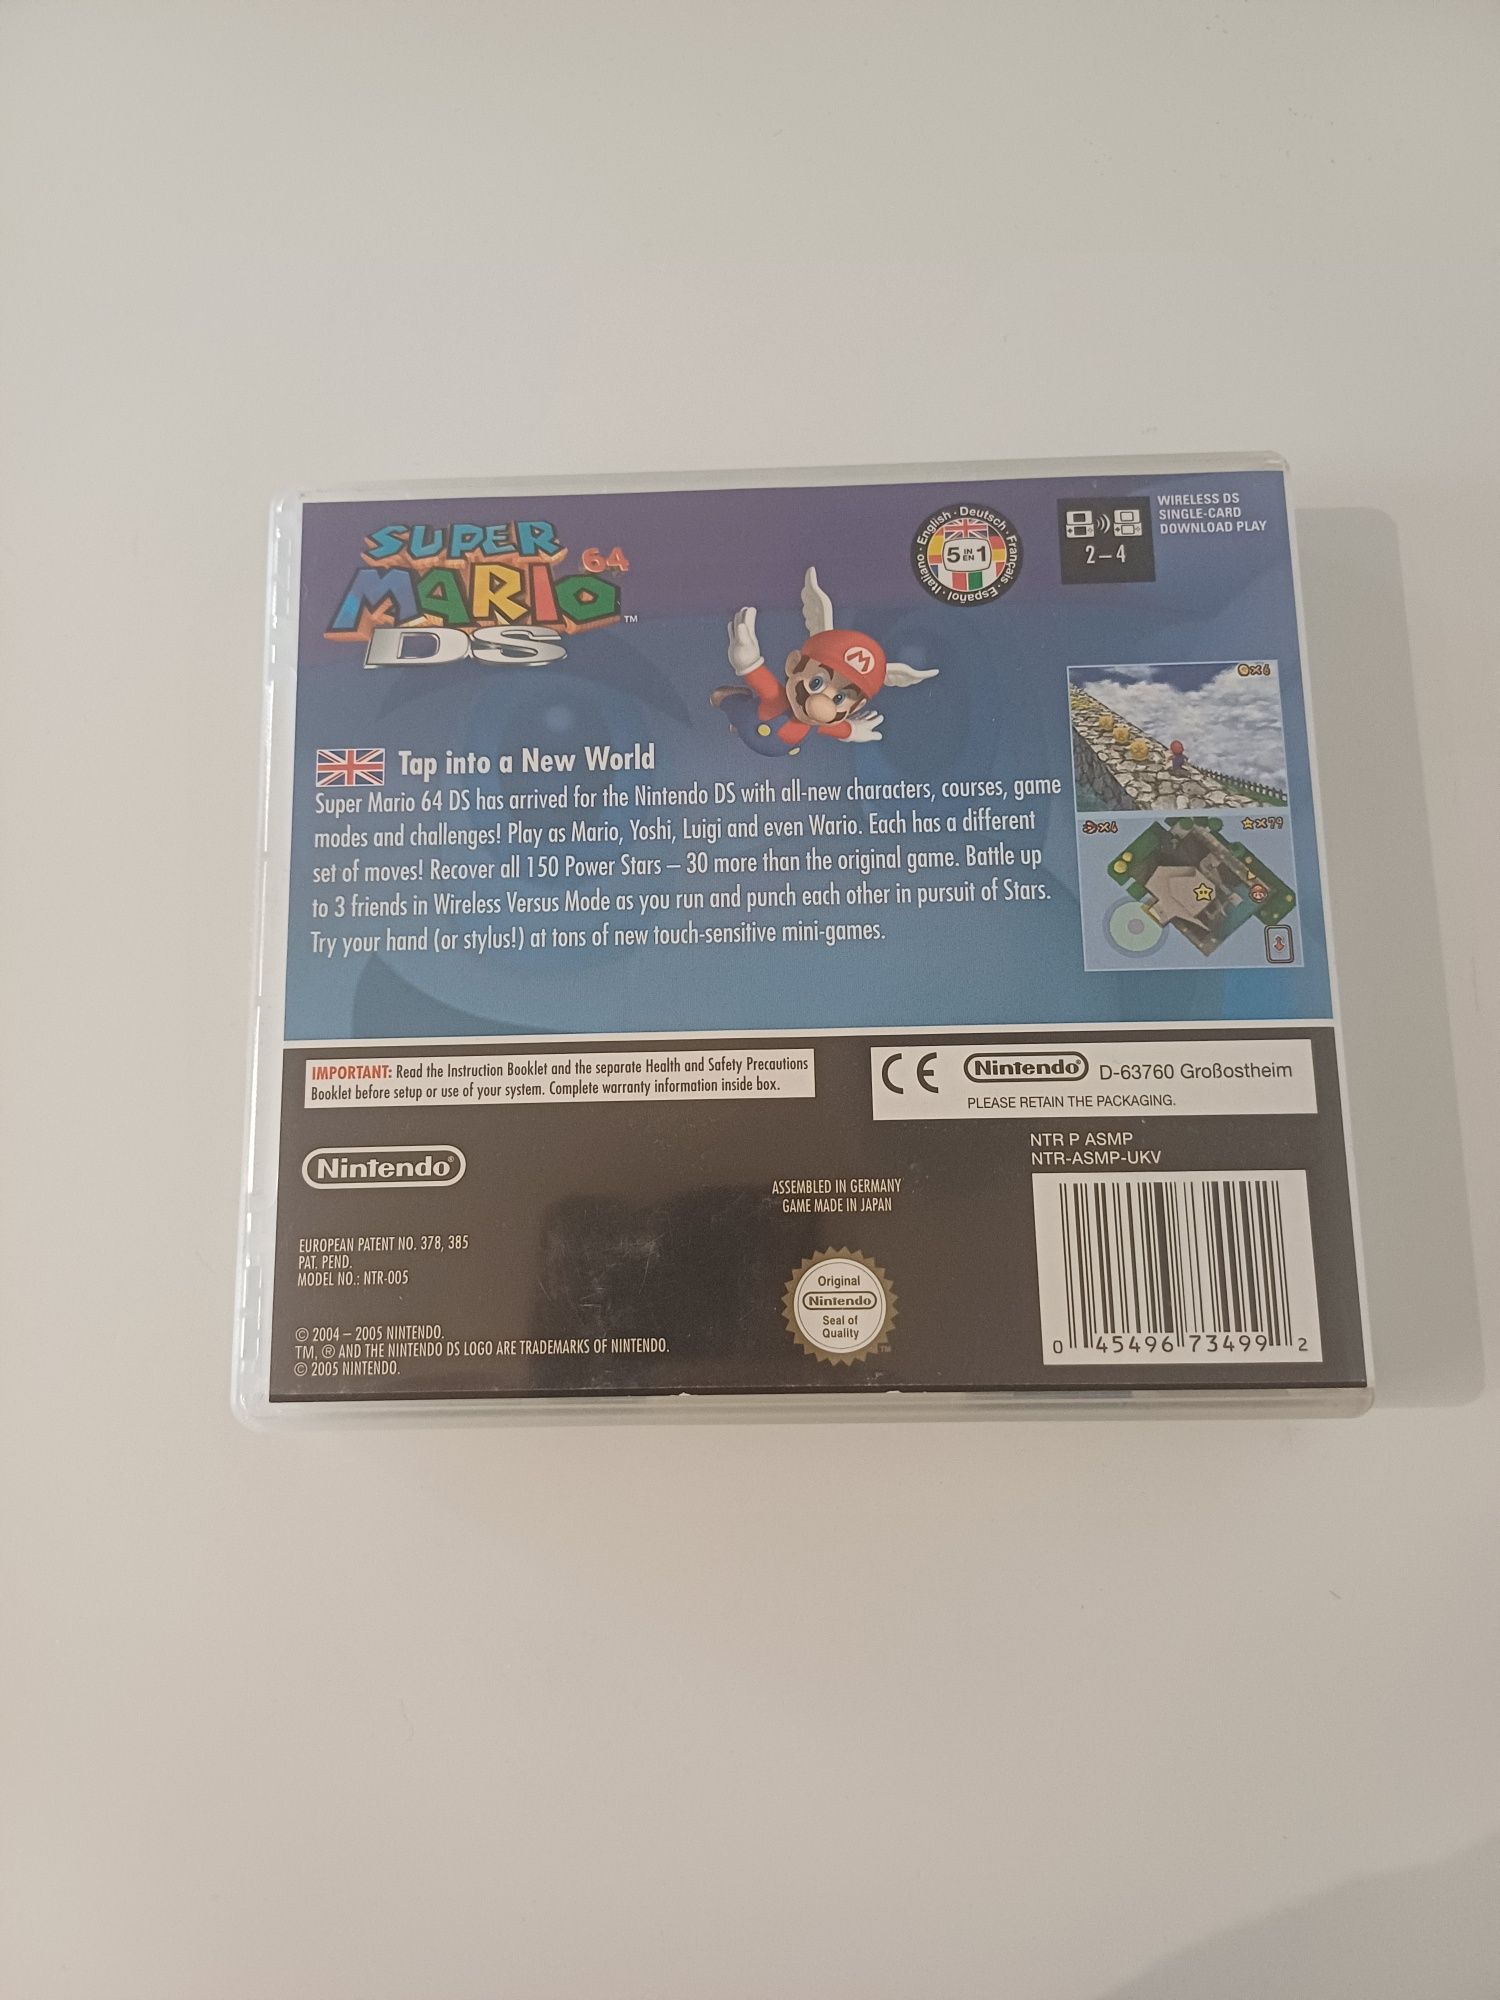 SUPER
MARIO 64
DS ™
English · Deutsch · Français · Español · Italiano ·
5 IN EN 1
2 – 4
WIRELESS DS
SINGLE-CARD
DOWNLOAD PLAY
M
×6
×6
×79
Tap into a New World
Super Mario 64 DS has arrived for the Nintendo DS with all-new characters, courses, game
modes and challenges! Play as Mario, Yoshi, Luigi and even Wario. Each has a different
set of moves! Recover all 150 Power Stars – 30 more than the original game. Battle up
to 3 friends in Wireless Versus Mode as you run and punch each other in pursuit of Stars.
Try your hand (or stylus!) at tons of new touch-sensitive mini-games.
IMPORTANT: Read the Instruction Booklet and the separate Health and Safety Precautions
Booklet before setup or use of your system. Complete warranty information inside box.
CE Nintendo® D-63760 Großostheim
PLEASE RETAIN THE PACKAGING.
Nintendo®
NTR P ASMP
NTR-ASMP-UKV
ASSEMBLED IN GERMANY
GAME MADE IN JAPAN
EUROPEAN PATENT NO. 378, 385
PAT. PEND.
MODEL NO.: NTR-005
Original
Nintendo
Seal of
Quality
™
© 2004 – 2005 NINTENDO.
TM, ® AND THE NINTENDO DS LOGO ARE TRADEMARKS OF NINTENDO.
© 2005 NINTENDO.
0 45496 73499 2